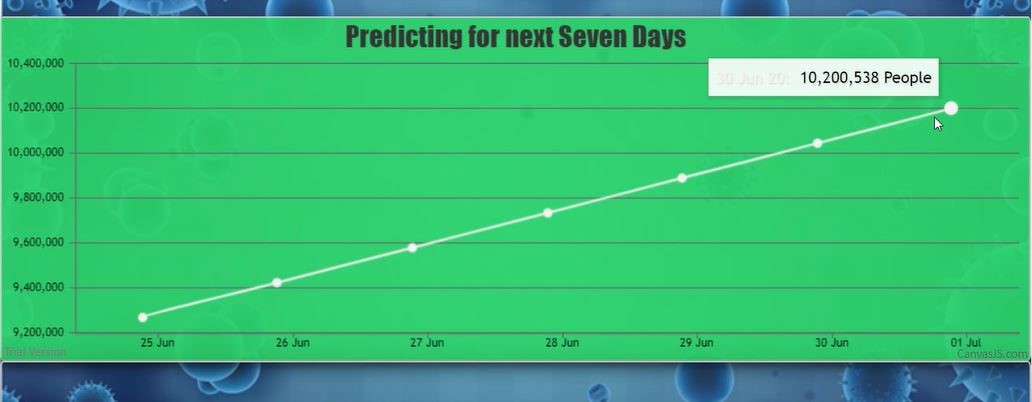 Predicting for next Seven Days
10,400,000
30 Jun 20: 10,200,538 People
10,200,000
10,000,000
9,800,000
9,600,000
9,400,000
9,200,000
25 Jun 26 Jun 27 Jun 28 Jun 29 Jun 30 Jun 01 Jul
Trial Version
CanvasJS.com